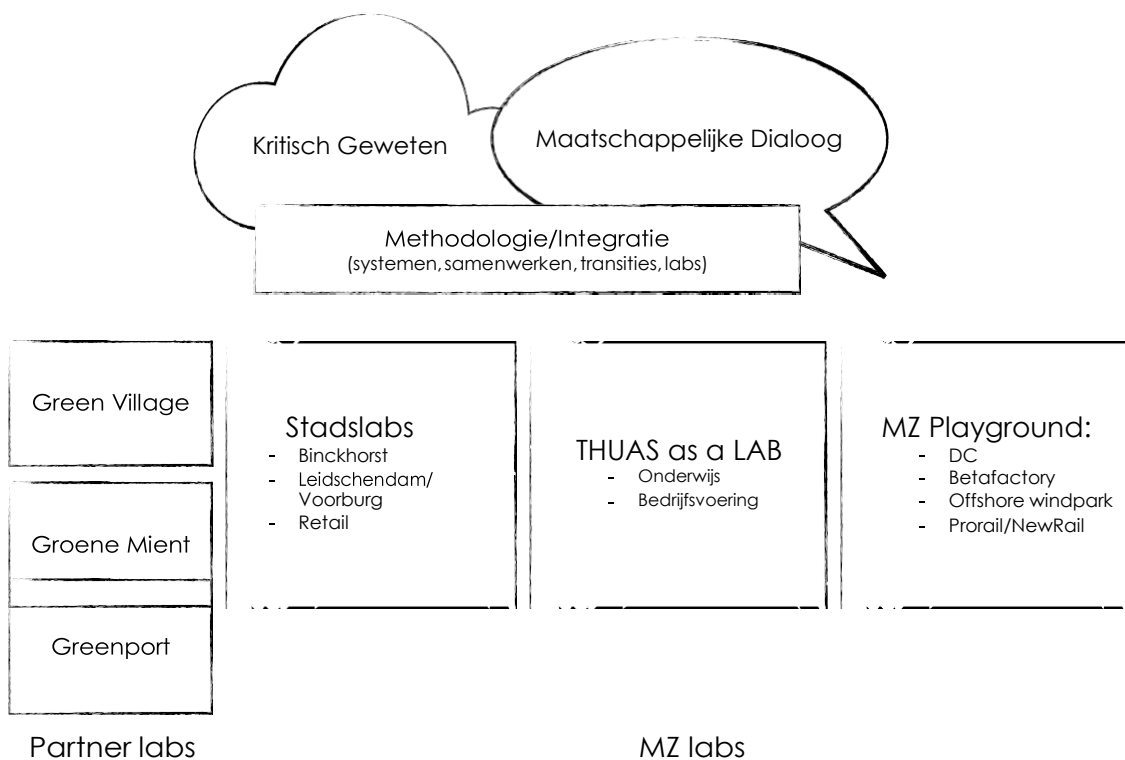 Kritisch Geweten
Maatschappelijke Dialoog
Methodologie/Integratie
(systemen, samenwerken, transities, labs)
Green Village
Groene Mient
Greenport
Stadslabs
- Binckhorst
- Leidschendam/
Voorburg
- Retail
THUAS as a LAB
- Onderwijs
- Bedrijfsvoering
MZ Playground:
- DC
- Betafactory
- Offshore windpark
- Prorail/NewRail
Partner labs
MZ labs